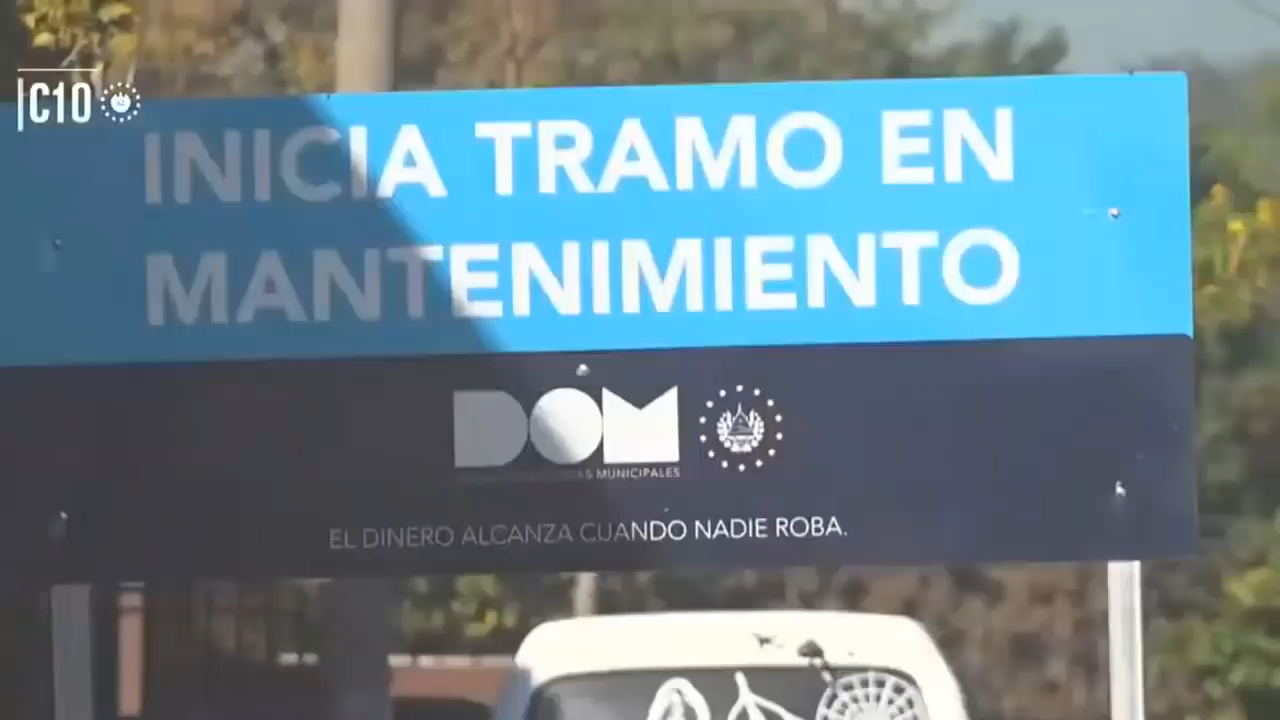 |C10
INICIA TRAMO EN
MANTENIMIENTO
DOM
MUNICIPALES
EL DINERO ALCANZA CUANDO NADIE ROBA.